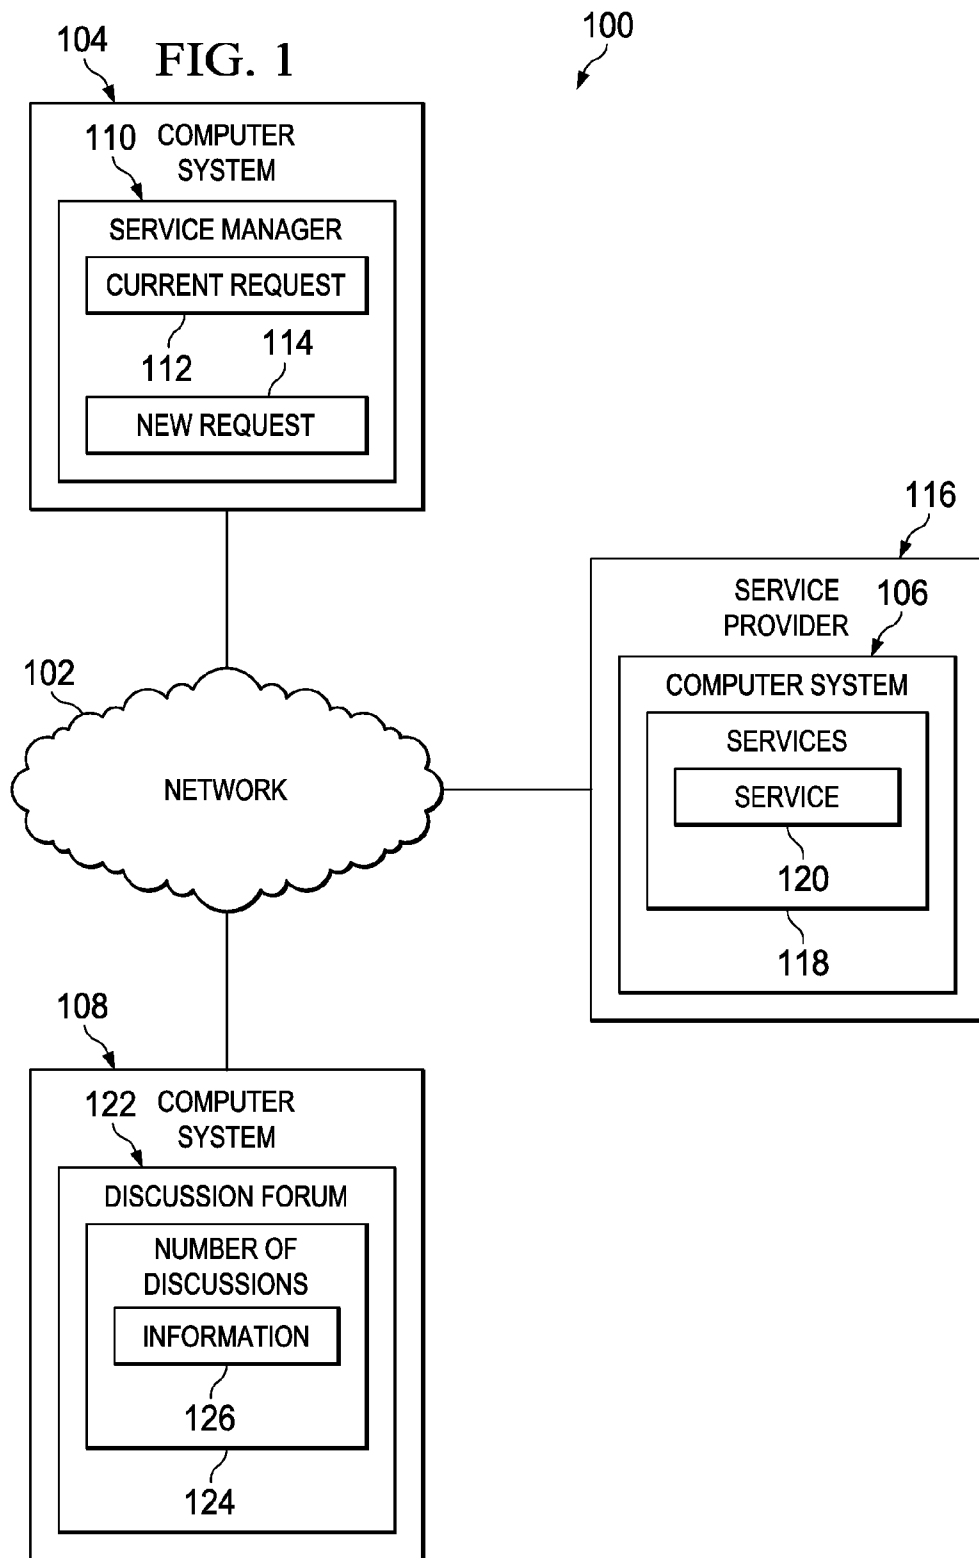 100
104
FIG. 1
110
COMPUTER
SYSTEM
SERVICE MANAGER
CURRENT REQUEST
112
114
NEW REQUEST
116
SERVICE
PROVIDER
106
COMPUTER SYSTEM
SERVICES
SERVICE
120
118
102
NETWORK
108
122
COMPUTER
SYSTEM
DISCUSSION FORUM
NUMBER OF
DISCUSSIONS
INFORMATION
126
124